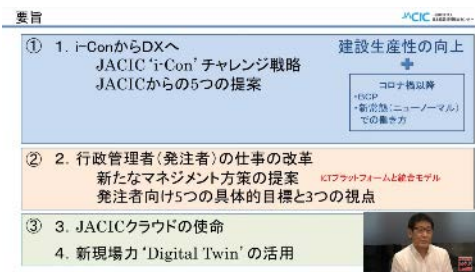 要旨
JACIC
① 1. i-ConからDXへ
JACIC 'i-Con' チャレンジ戦略
JACICからの5つの提案
建設生産性の向上
+
コロナ禍以降
・BCP
・新常態(ニューノーマル)
での働き方
② 2. 行政管理者(発注者)の仕事の改革
新たなマネジメント方策の提案
ICTプラットフォームと統合モデル
発注者向け5つの具体的目標と3つの視点
③ 3. JACICクラウドの使命
4. 新現場力 'Digital Twin' の活用